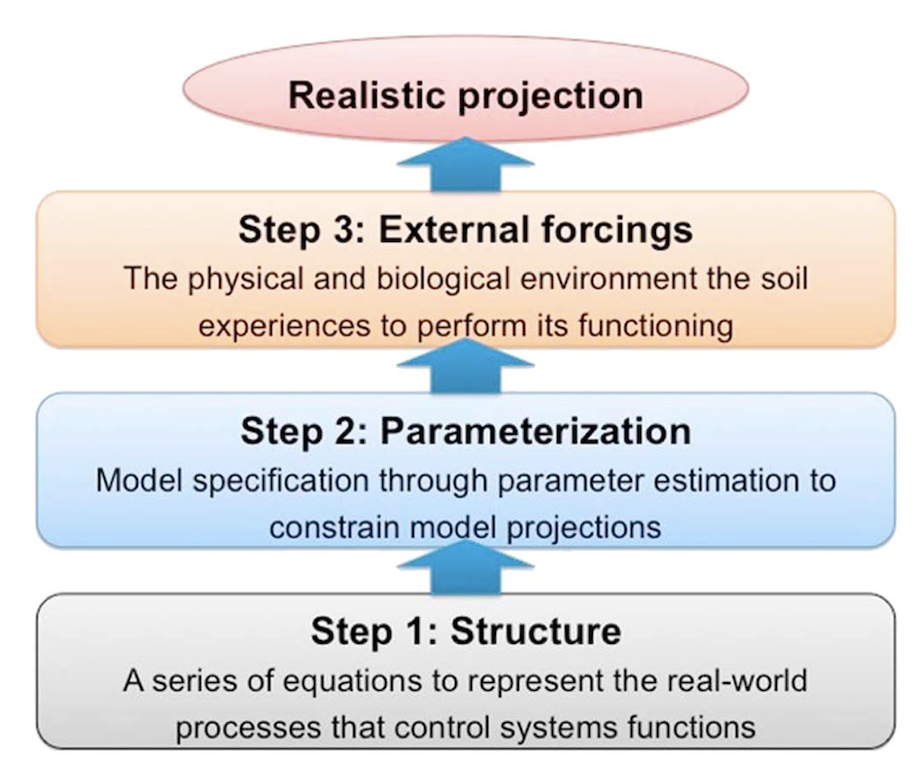 Realistic projection
Step 3: External forcings
The physical and biological environment the soil
experiences to perform its functioning
Step 2: Parameterization
Model specification through parameter estimation to
constrain model projections
Step 1: Structure
A series of equations to represent the real-world
processes that control systems functions